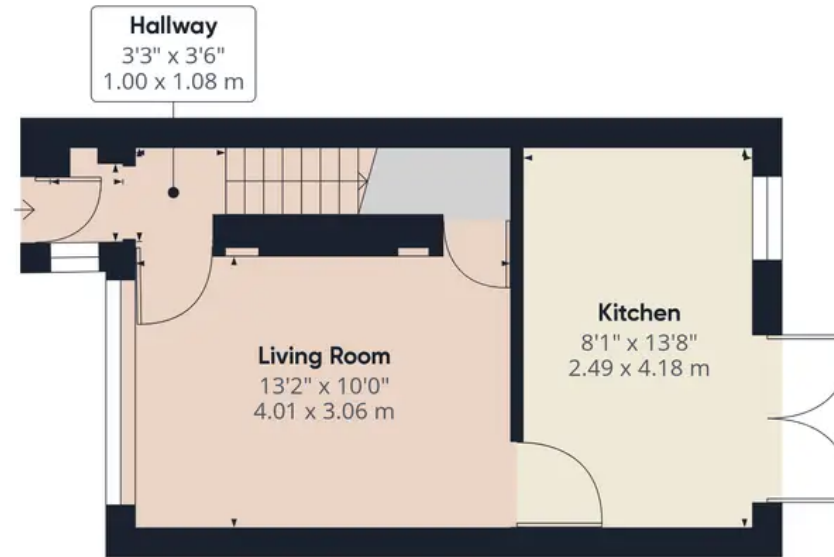 Hallway
3'3" x 3'6"
1.00 x 1.08 m
Living Room
13'2" x 10'0"
4.01 x 3.06 m
Kitchen
8'1" x 13'8"
2.49 x 4.18 m